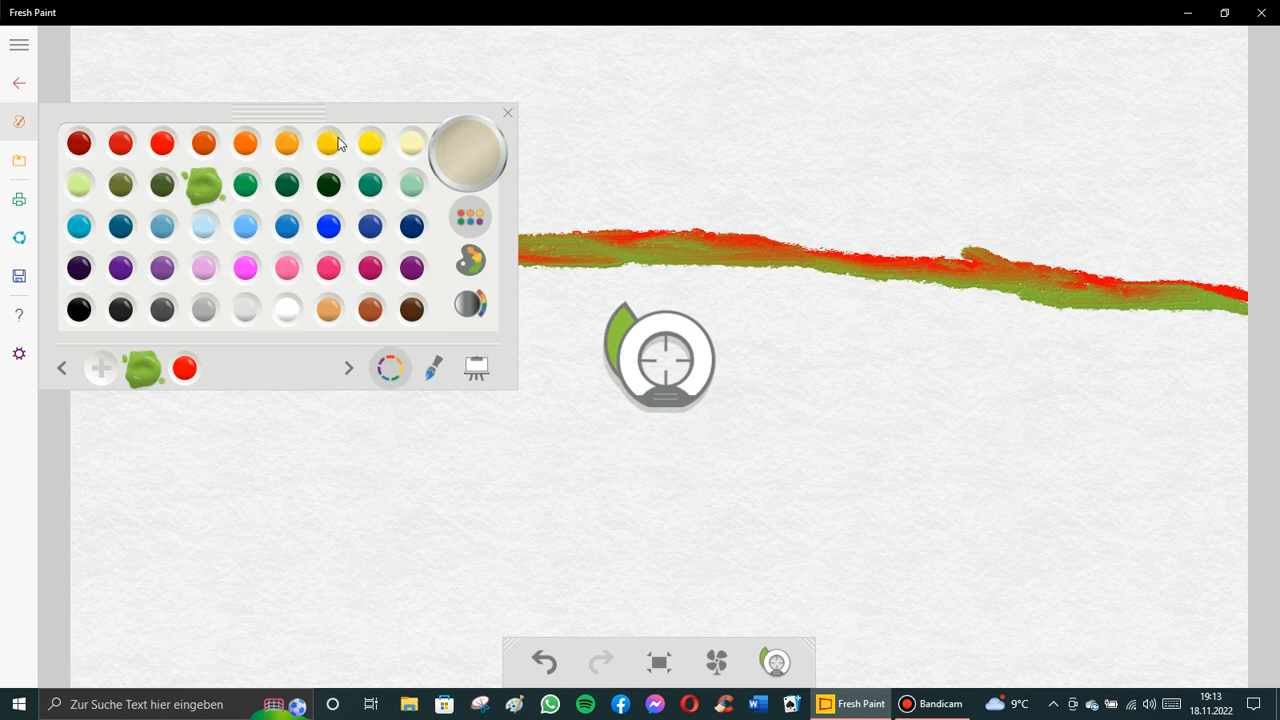 Fresh Paint
Zur Suche Text hier eingeben
Fresh Paint
Bandicam
9°C
19:13
18.11.2022